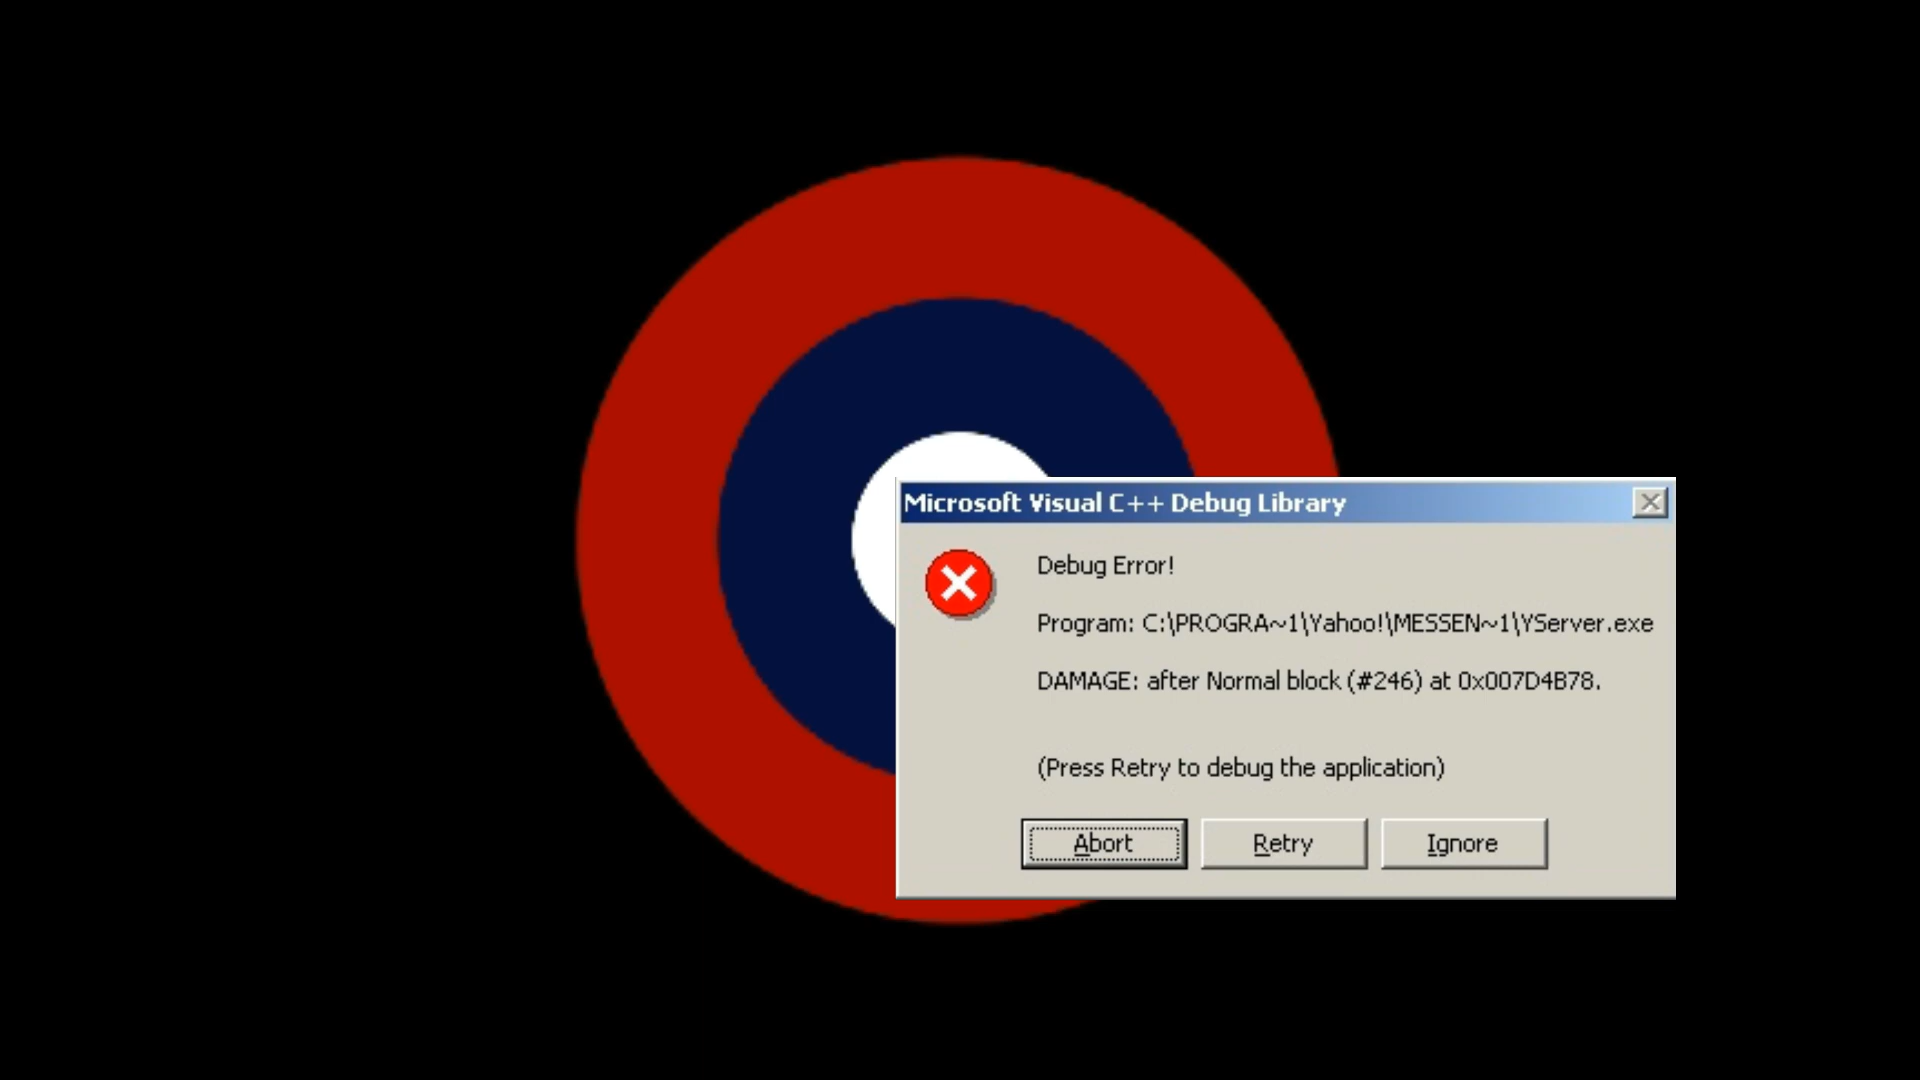 Microsoft Visual C++ Debug Library
Debug Error!
Program: C:\PROGRA~1\Yahoo!\MESSEN~1\YServer.exe
DAMAGE: after Normal block (#246) at 0x007D4B78.
(Press Retry to debug the application)
Abort
Retry
Ignore